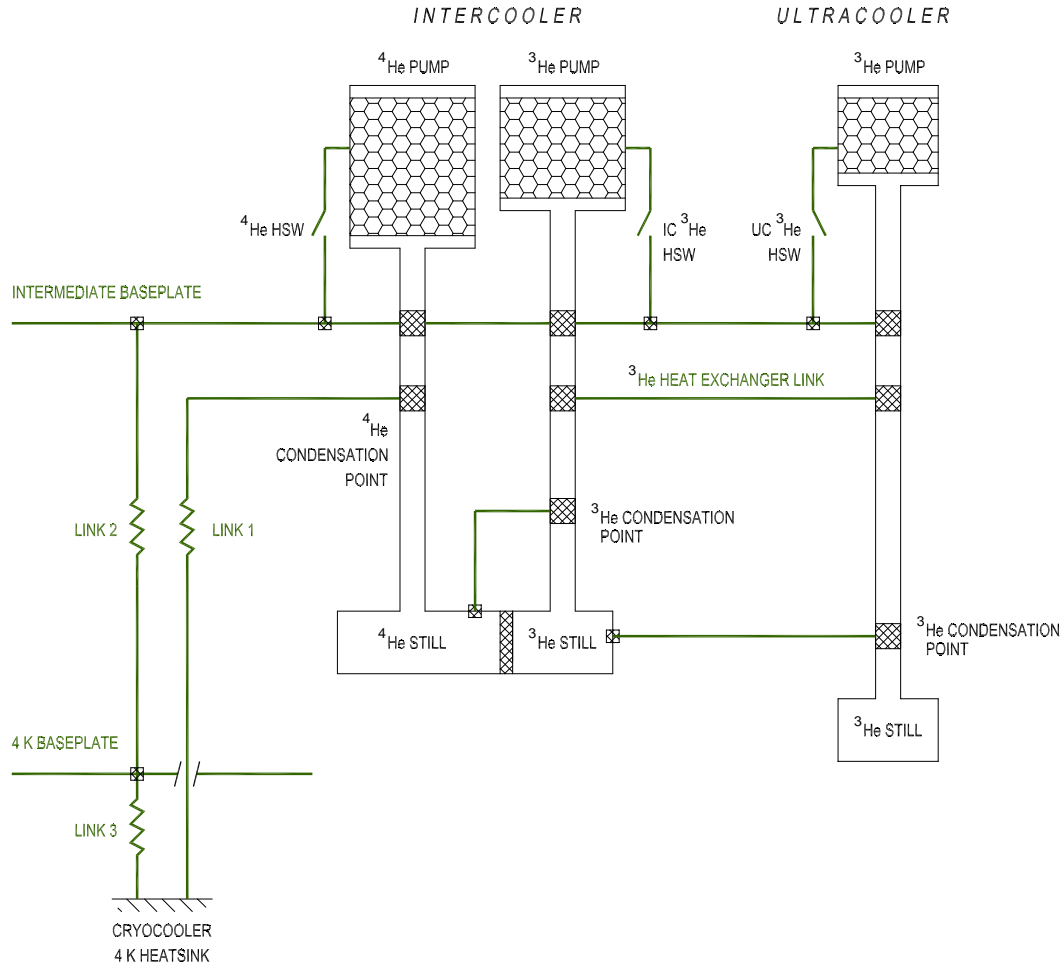 INTERCOOLER
ULTRACOOLER
⁴He PUMP
³He PUMP
³He PUMP
⁴He HSW
IC ³He
HSW
UC ³He
HSW
INTERMEDIATE BASEPLATE
³He HEAT EXCHANGER LINK
⁴He
CONDENSATION
POINT
LINK 2
LINK 1
³He CONDENSATION
POINT
⁴He STILL
³He STILL
³He CONDENSATION
POINT
³He STILL
4 K BASEPLATE
LINK 3
CRYOCOOLER
4 K HEATSINK